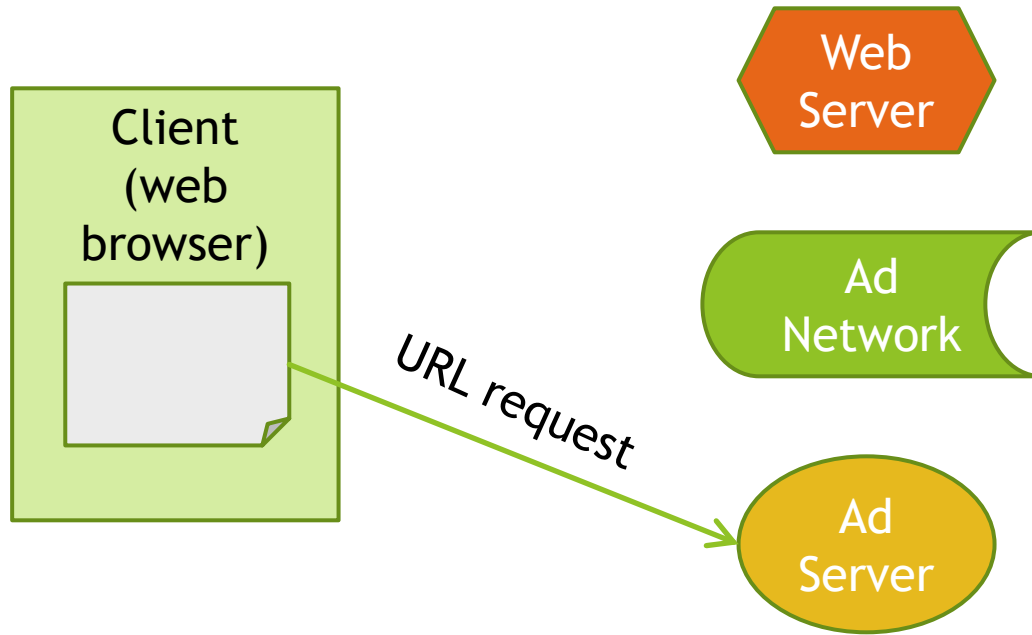 Client
(web
browser)
URL request
Web
Server
Ad
Network
Ad
Server